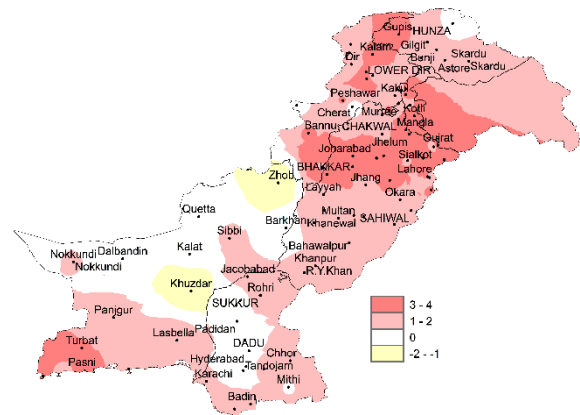 Gupis
HUNZA
Gilgit
Kalam
Dir
Bunji
Skardu
Skardu
Astore
LOWER DIR
Kakul
Peshawar
Cherat
Murree
Kotli
Mangla
Bannu
CHAKWAL
Gujrat
Joharabad
Jhelum
Sialkot
BHAKKAR
Lahore
Zhob
Jhang
Layyah
Okara
Quetta
Multan
SAHIWAL
Barkhan
Khanewal
Sibbi
Kalat
Bahawalpur
Nokkundi
Dalbandin
Nokkundi
Khanpur
Jacobabad
R.Y.Khan
Khuzdar
Rohri
SUKKUR
Panjgur
3 - 4
1 - 2
0
-2 - -1
Padidan
Turbat
Lasbella
DADU
Pasni
Hyderabad
Chhor
Tandojam
Karachi
Mithi
Badin